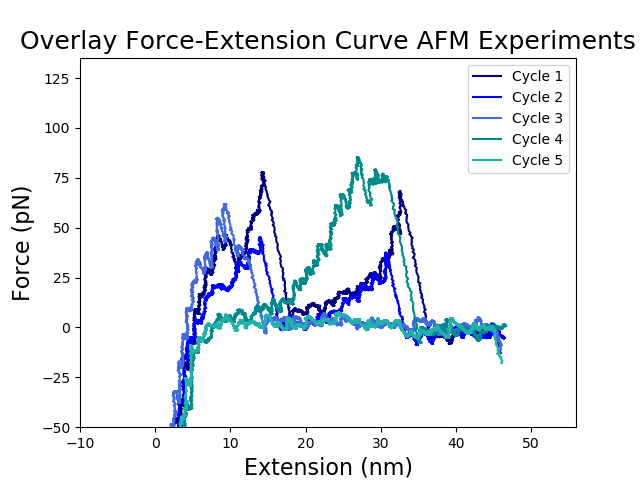 Overlay Force-Extension Curve AFM Experiments
Cycle 1
Cycle 2
Cycle 3
Cycle 4
Cycle 5
Force (pN)
125
100
75
50
25
0
−25
−50
−10 0 10 20 30 40 50
Extension (nm)